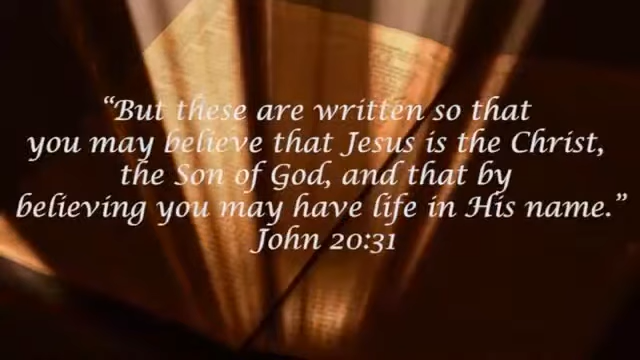 “But these are written so that
you may believe that Jesus is the Christ,
the Son of God, and that by
believing you may have life in His name.”
John 20:31